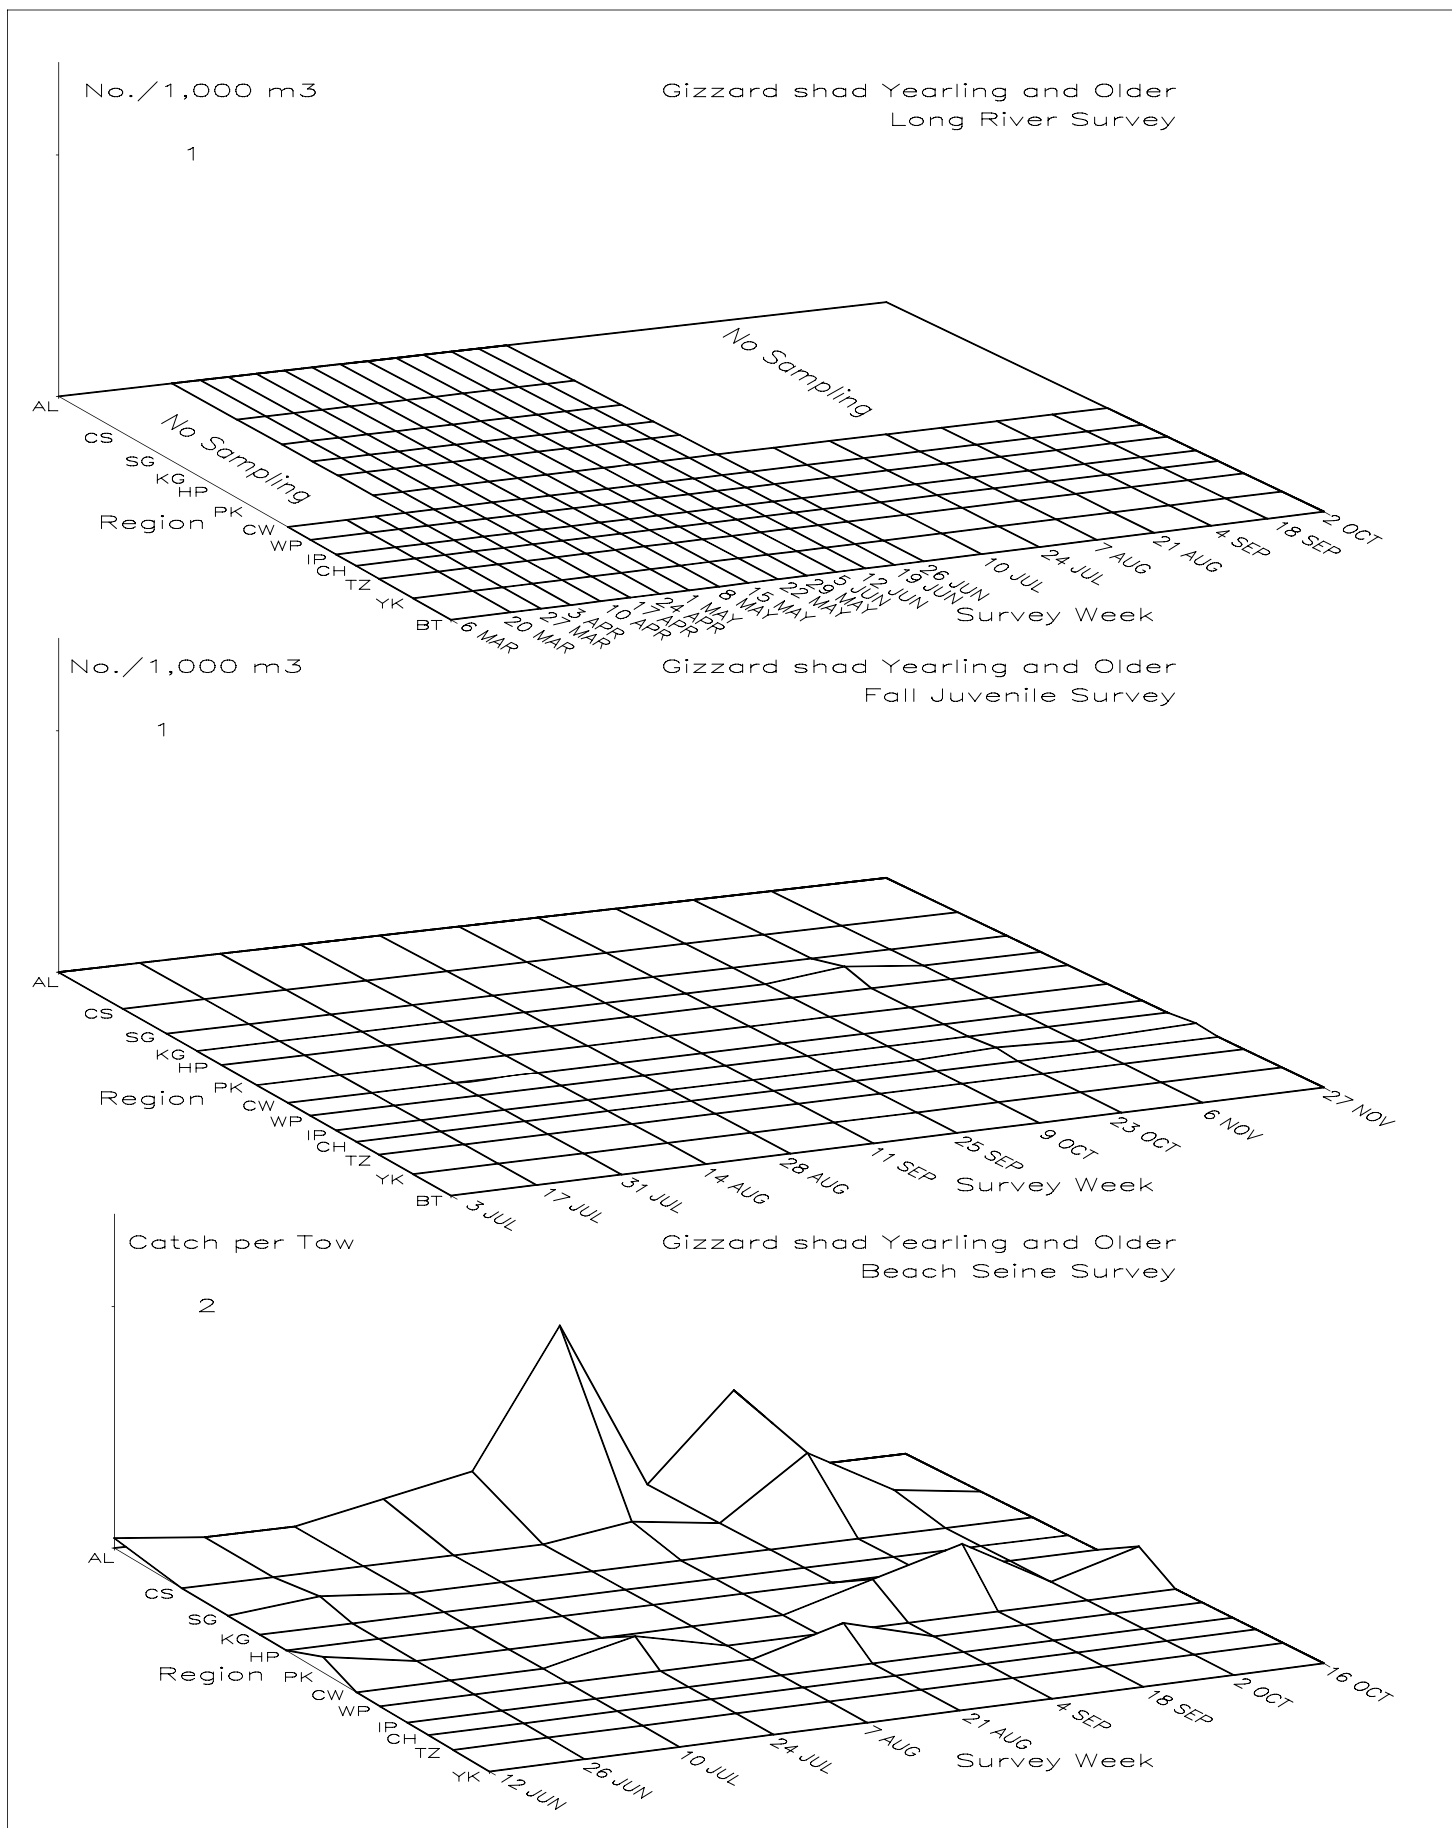 No./1,000 m3
Gizzard shad Yearling and Older
Long River Survey
1
No Sampling
AL
CS
SG
KG
HP
PK
CW
WP
IP
CH
TZ
YK
BT
No Sampling
Region
6 MAR
20 MAR
27 MAR
3 APR
10 APR
17 APR
24 APR
1 MAY
8 MAY
15 MAY
22 MAY
29 MAY
5 JUN
12 JUN
19 JUN
26 JUN
10 JUL
24 JUL
7 AUG
21 AUG
4 SEP
18 SEP
2 OCT
Survey Week
No./1,000 m3
Gizzard shad Yearling and Older
Fall Juvenile Survey
1
AL
CS
SG
KG
HP
PK
CW
WP
IP
CH
TZ
YK
BT
Region
3 JUL
17 JUL
31 JUL
14 AUG
28 AUG
11 SEP
25 SEP
9 OCT
23 OCT
6 NOV
27 NOV
Survey Week
Catch per Tow
Gizzard shad Yearling and Older
Beach Seine Survey
2
AL
CS
SG
KG
HP
PK
CW
WP
IP
CH
TZ
YK
Region
12 JUN
26 JUN
10 JUL
24 JUL
7 AUG
21 AUG
4 SEP
18 SEP
2 OCT
16 OCT
Survey Week